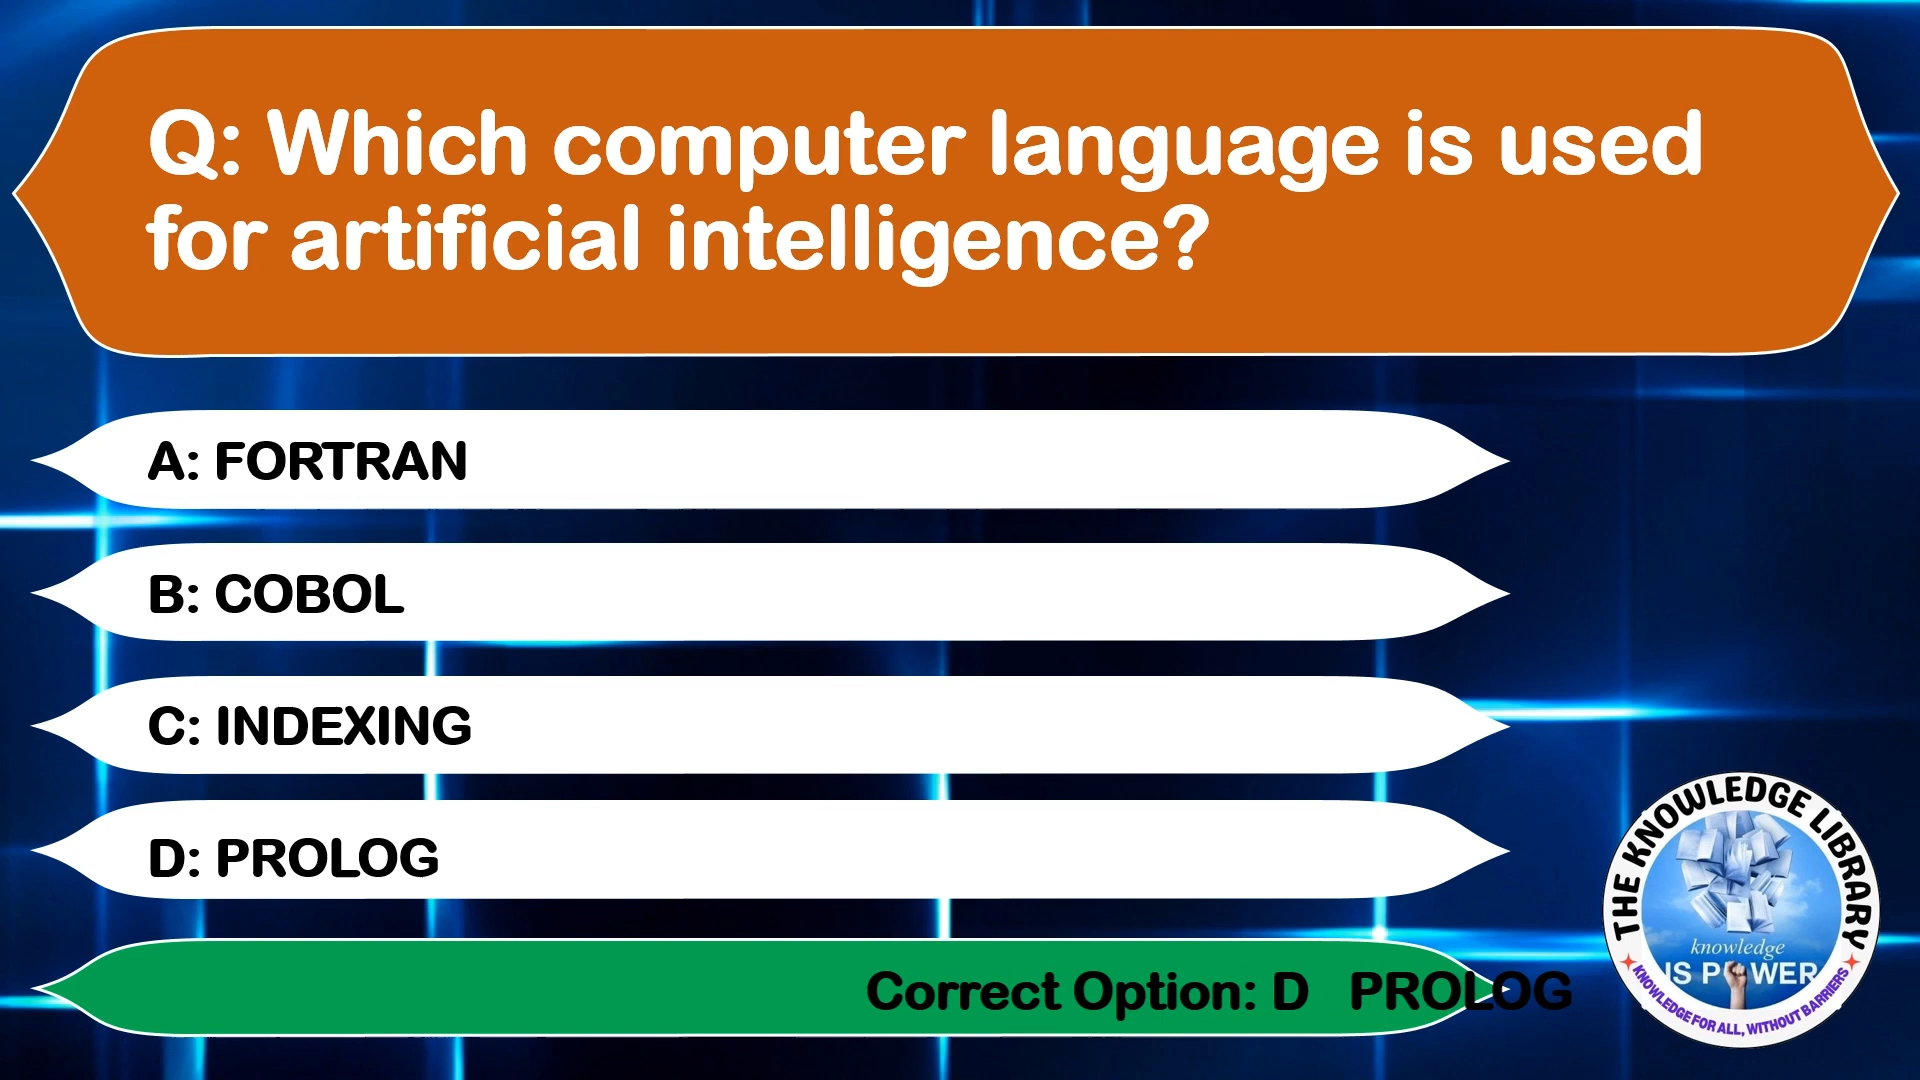 Q: Which computer language is used
for artificial intelligence?
A: FORTRAN
B: COBOL
C: INDEXING
D: PROLOG
Correct Option: D PROLOG
THE KNOWLEDGE LIBRARY
knowledge
IS POWER
KNOWLEDGE FOR ALL, WITHOUT BARRIERS